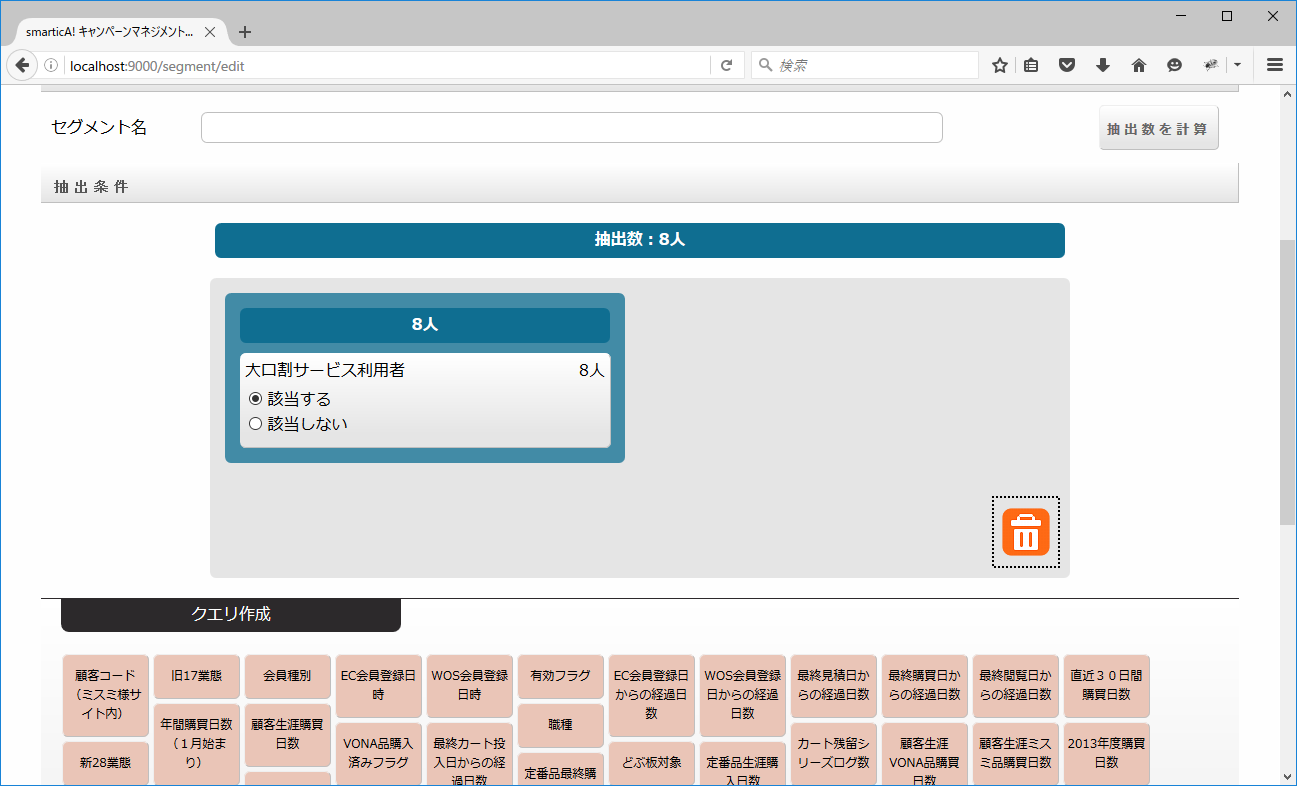 smarticA! キャンペーンマネジメント...
localhost:9000/segment/edit
検索
セグメント名
抽出数を計算
抽出条件
抽出数：8人
8人
大口割サービス利用者 8人
該当する
該当しない
クエリ作成
顧客コード
（ミスミ様サ
イト内）
旧17業態
会員種別
EC会員登録日
時
WOS会員登録
日時
有効フラグ
EC会員登録日
からの経過日
数
WOS会員登録
日からの経過
日数
最終見積日か
らの経過日数
最終購買日か
らの経過日数
最終閲覧日か
らの経過日数
直近３０日間
購買日数
新28業態
年間購買日数
（１月始ま
り）
顧客生涯購買
日数
VONA品購入
済みフラグ
最終カート投
入日からの経
過日数
職種
定番品最終購
どぶ板対象
定番品生涯購
入日数
カート残留シ
リーズログ数
顧客生涯
VONA品購買
日数
顧客生涯ミス
ミ品購買日数
2013年度購買
日数